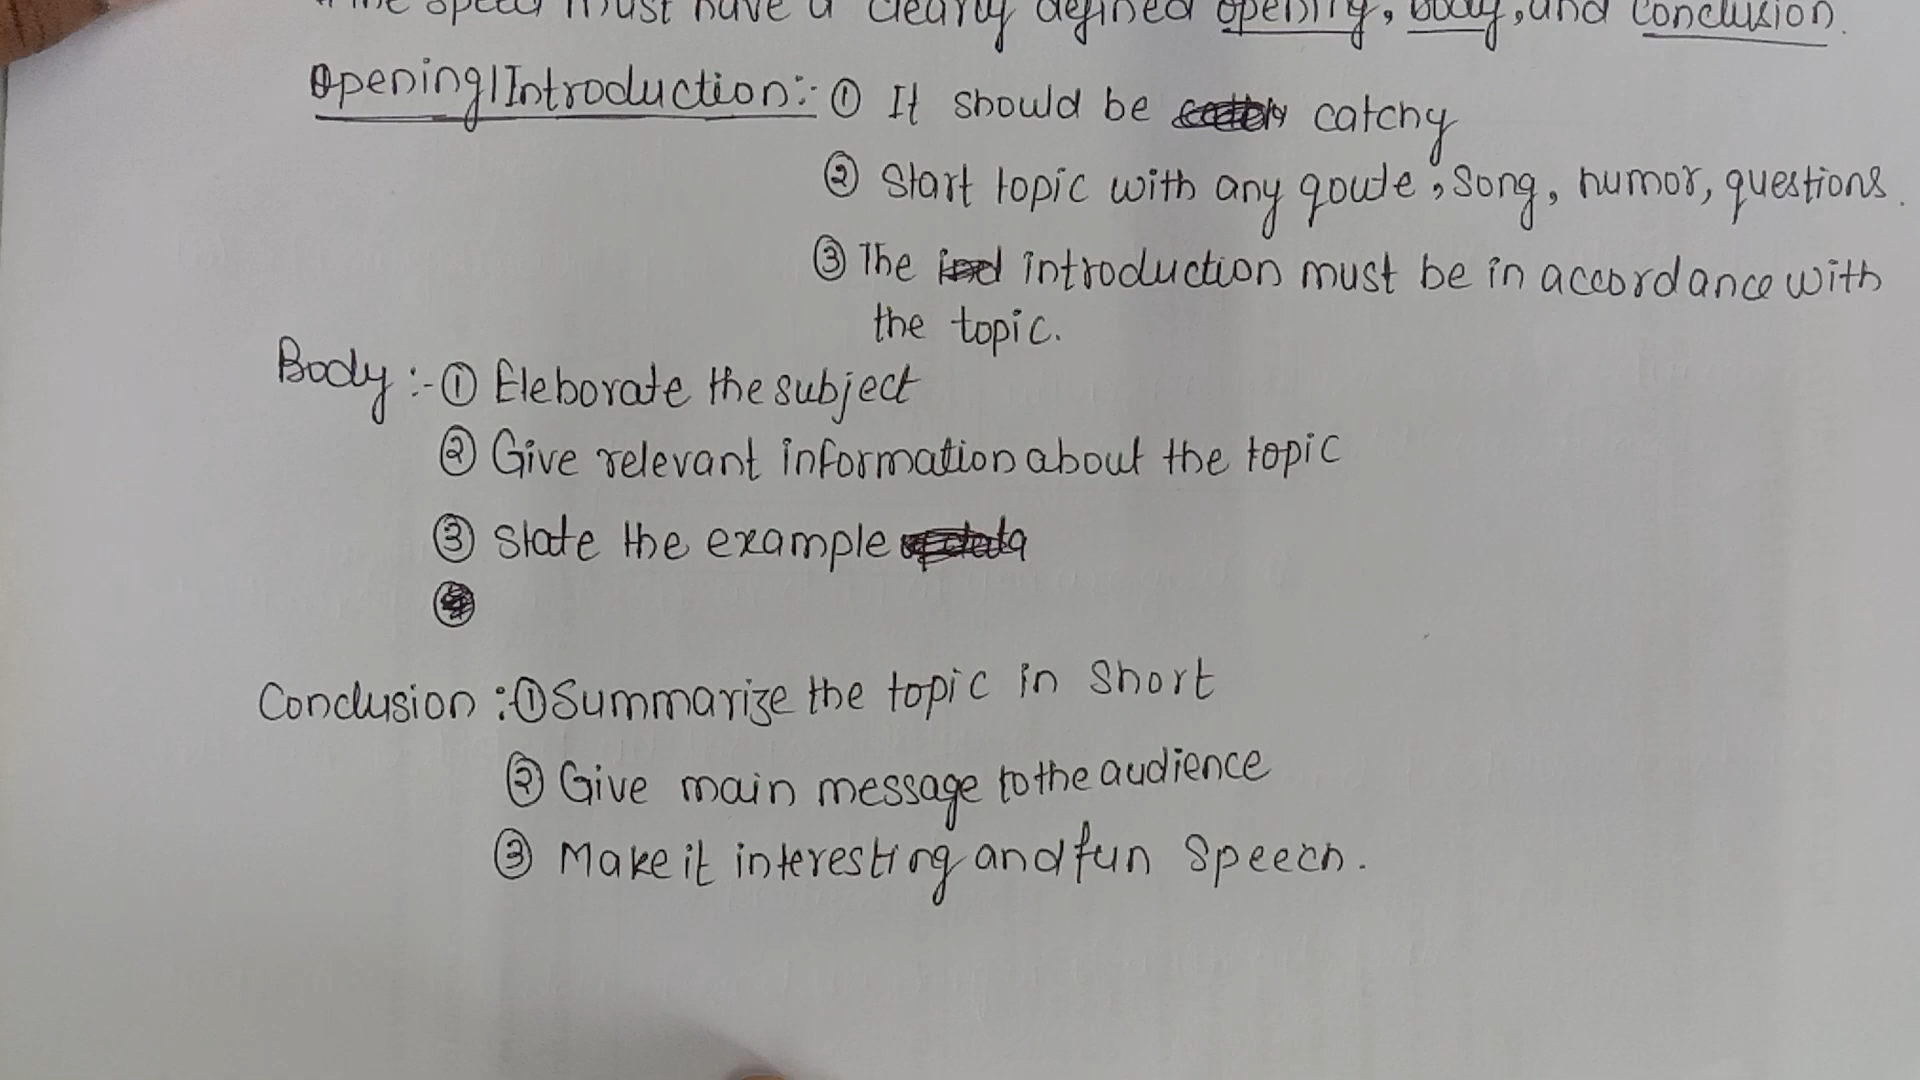 must have a clearly defined opening, body, and conclusion.
Opening/Introduction:- ① It should be catchy
② Start topic with any qoute, song, humor, questions.
③ The introduction must be in accordance with
the topic.
Body :- ① Eleborate the subject
② Give relevant information about the topic
③ State the example
Conclusion :① Summarize the topic in short
② Give main message to the audience
③ Make it interesting and fun speech.